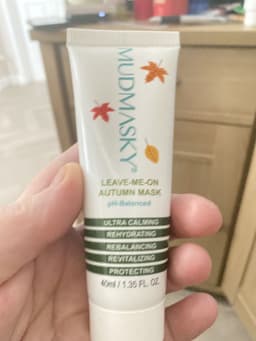 MUDMASKY®
LEAVE-ME-ON
AUTUMN MASK
pH-Balanced
ULTRA CALMING
REHYDRATING
REBALANCING
REVITALIZING
PROTECTING
40ml / 1.35 FL. OZ.